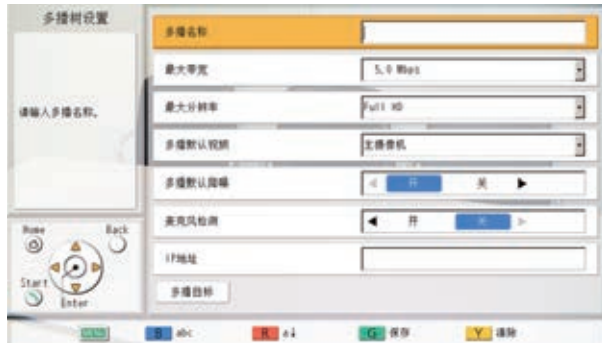 多播树设置
请输入多播名称。
多播名称
最大带宽 5.0 Mbps
最大分辨率 Full HD
多播默认视频 主摄像机
多播默认降噪 开 关
麦克风检测 开 关
IP地址
多播目标
Home Back
Start Enter
MENU B abc R a↓ G 保存 Y 清除